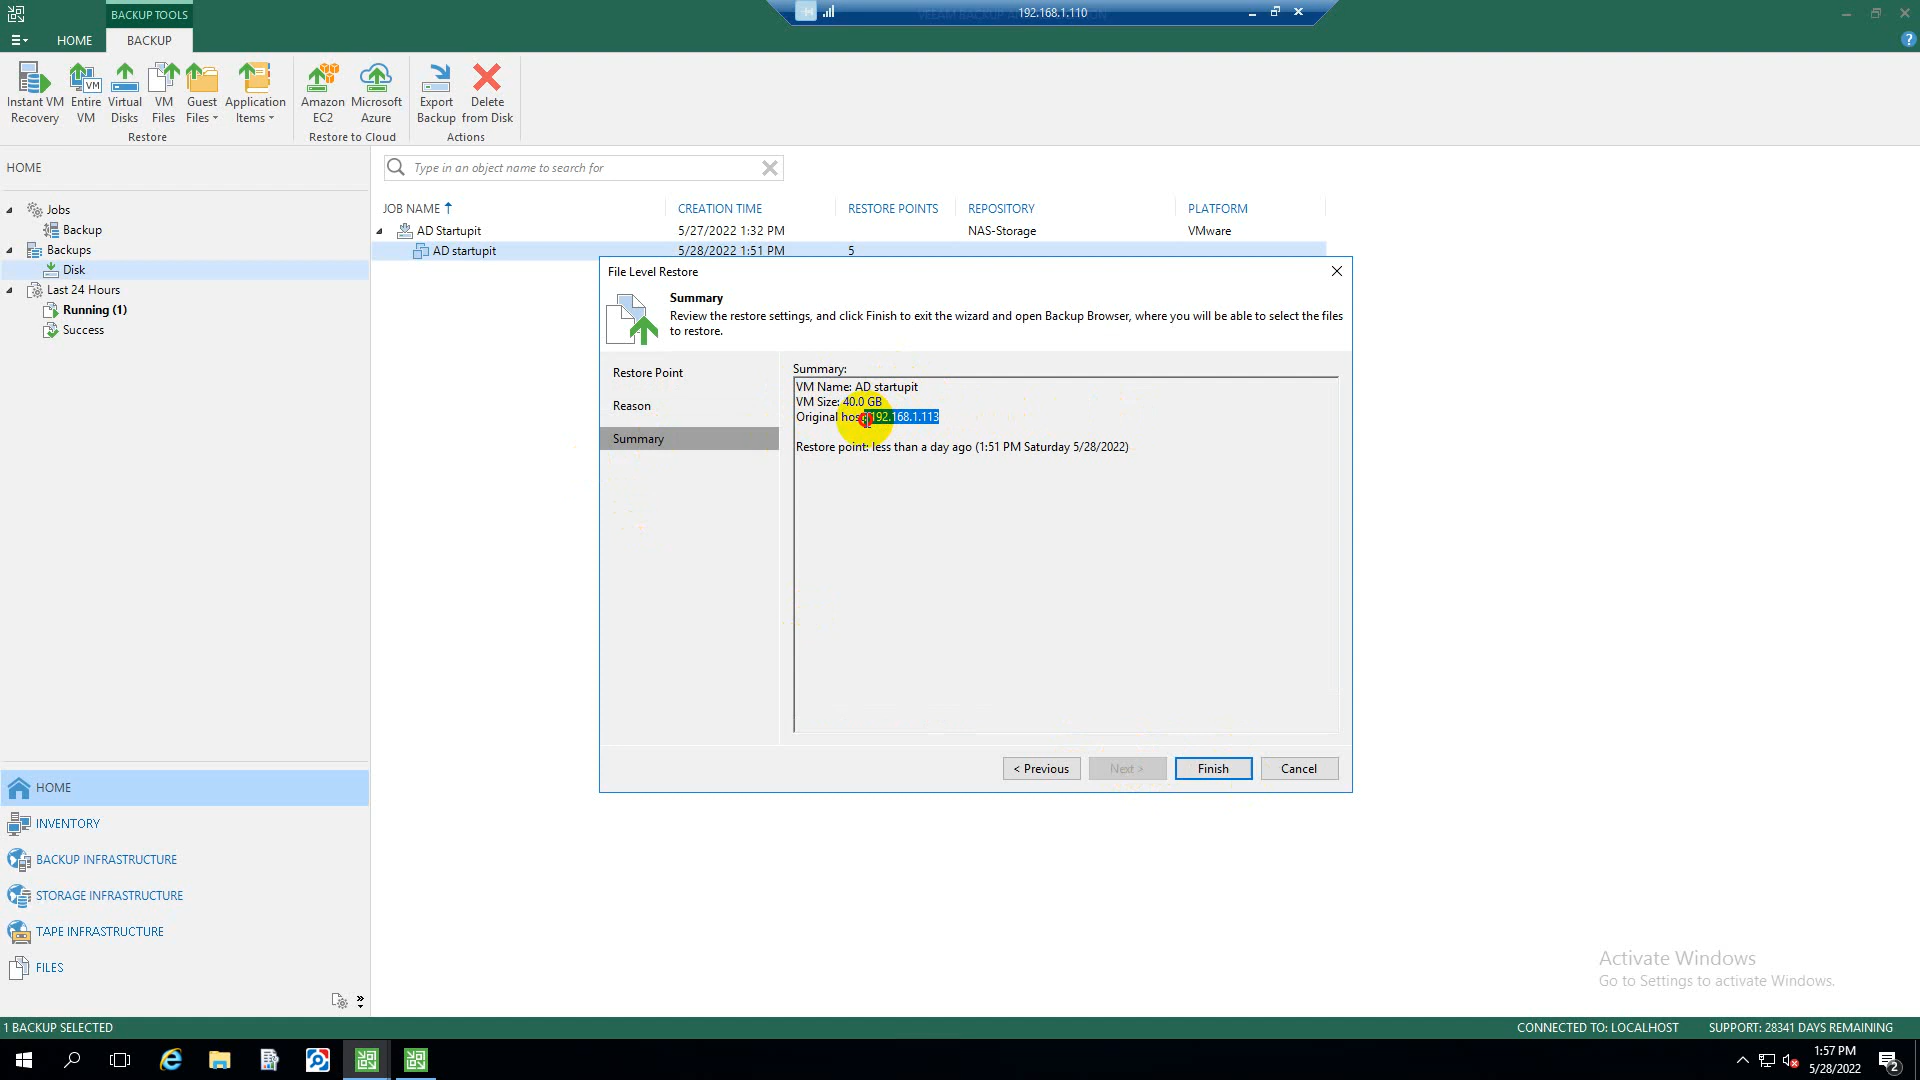 BACKUP TOOLS
192.168.1.110
HOME
BACKUP
Instant VM Recovery
Entire VM
Virtual Disks
VM Files
Guest Files
Application Items
Amazon EC2
Microsoft Azure
Export Backup
Delete from Disk
Restore
Restore to Cloud
Actions
HOME
Type in an object name to search for
Jobs
Backup
Backups
Disk
Last 24 Hours
Running (1)
Success
JOB NAME
CREATION TIME
RESTORE POINTS
REPOSITORY
PLATFORM
AD Startupit
5/27/2022 1:32 PM
NAS-Storage
VMware
AD startupit
5/28/2022 1:51 PM
5
File Level Restore
Summary
Review the restore settings, and click Finish to exit the wizard and open Backup Browser, where you will be able to select the files
to restore.
Restore Point
Reason
Summary
Summary:
VM Name: AD startupit
VM Size: 40.0 GB
Original host: 192.168.1.113
Restore point: less than a day ago (1:51 PM Saturday 5/28/2022)
< Previous
Next >
Finish
Cancel
HOME
INVENTORY
BACKUP INFRASTRUCTURE
STORAGE INFRASTRUCTURE
TAPE INFRASTRUCTURE
FILES
Activate Windows
Go to Settings to activate Windows.
1 BACKUP SELECTED
CONNECTED TO: LOCALHOST
SUPPORT: 28341 DAYS REMAINING
1:57 PM
5/28/2022
2